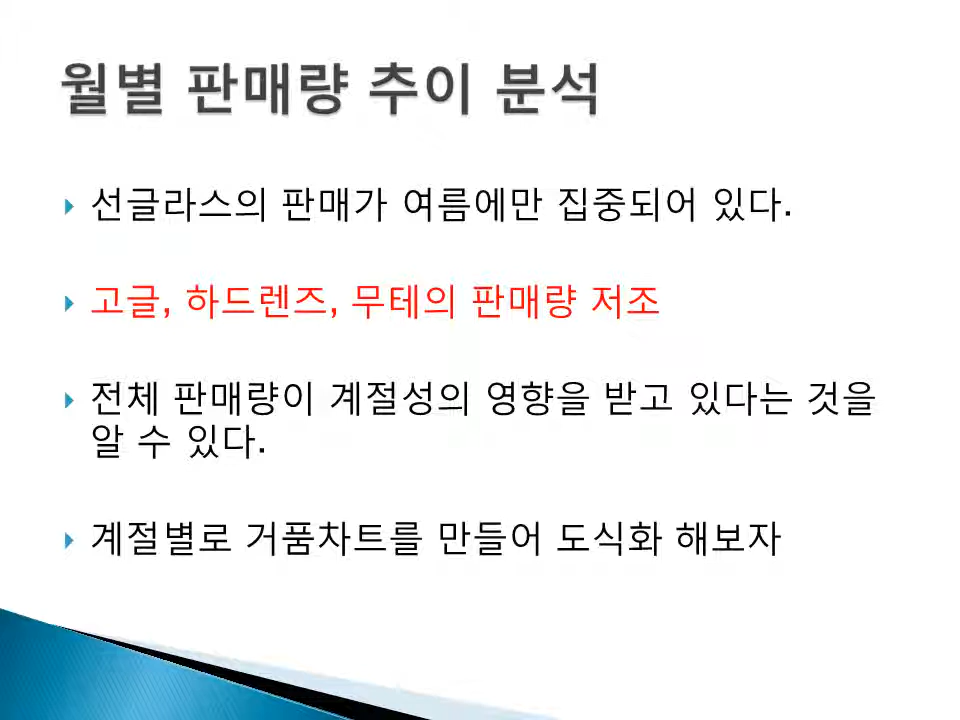 월별 판매량 추이 분석
선글라스의 판매가 여름에만 집중되어 있다.
고글, 하드렌즈, 무테의 판매량 저조
전체 판매량이 계절성의 영향을 받고 있다는 것을
알 수 있다.
계절별로 거품차트를 만들어 도식화 해보자